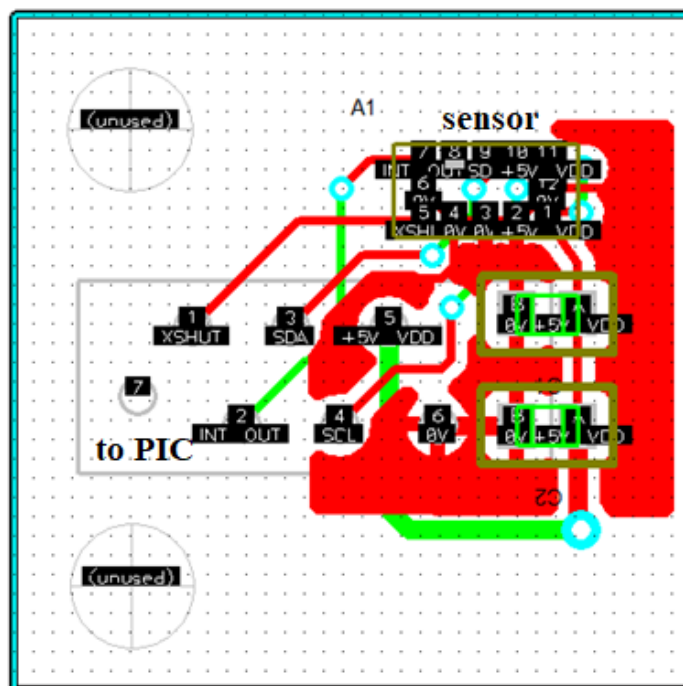 (unused)
A1
sensor
7 8 9 10 11
INT OUT SD +5V VDD
6 12
0V 0V
5 4 3 2 1
XSHU 0V 0V +5V VDD
1 3 5
XSHUT SDA +5V VDD
0V +5V VDD
7
2 4 6
INT OUT SCL 0V
0V +5V VDD
to PIC
C2
(unused)